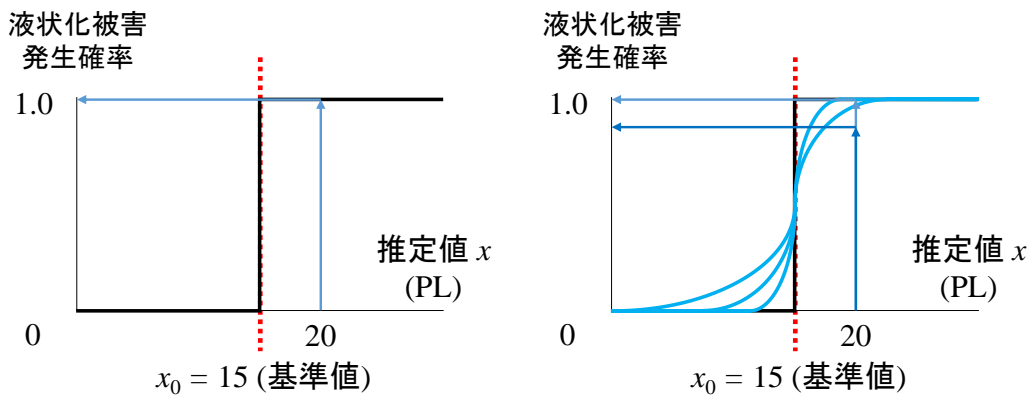 液状化被害
発生確率
1.0
推定値 x
(PL)
0
20
x0 = 15 (基準値)
液状化被害
発生確率
1.0
推定値 x
(PL)
0
20
x0 = 15 (基準値)